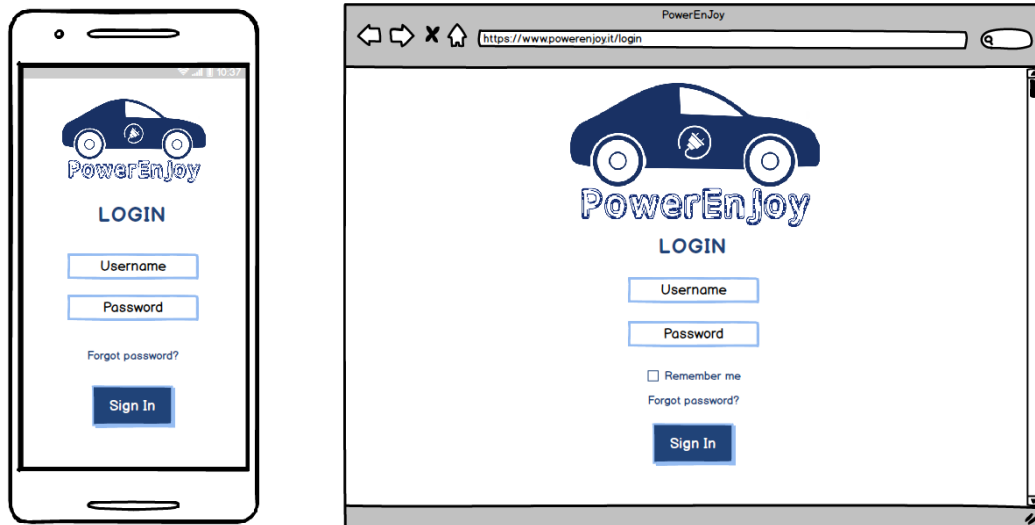 10:37
PowerEnJoy
LOGIN
Username
Password
Forgot password?
Sign In
PowerEnJoy
https://www.powerenjoy.it/login
PowerEnJoy
LOGIN
Username
Password
Remember me
Forgot password?
Sign In